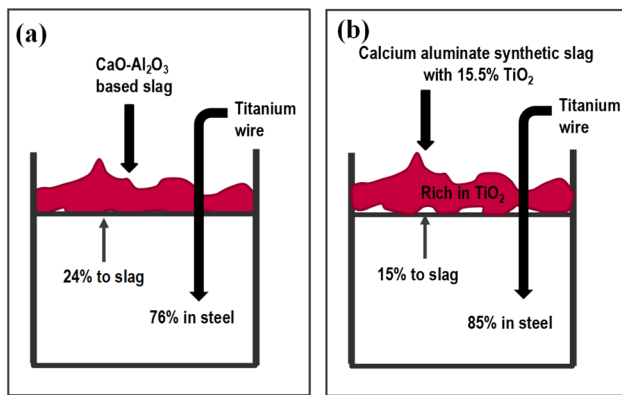 (a)
CaO-Al₂O₃
based slag
Titanium
wire
24% to slag
76% in steel
(b)
Calcium aluminate synthetic slag
with 15.5% TiO₂
Titanium
wire
Rich in TiO₂
15% to slag
85% in steel